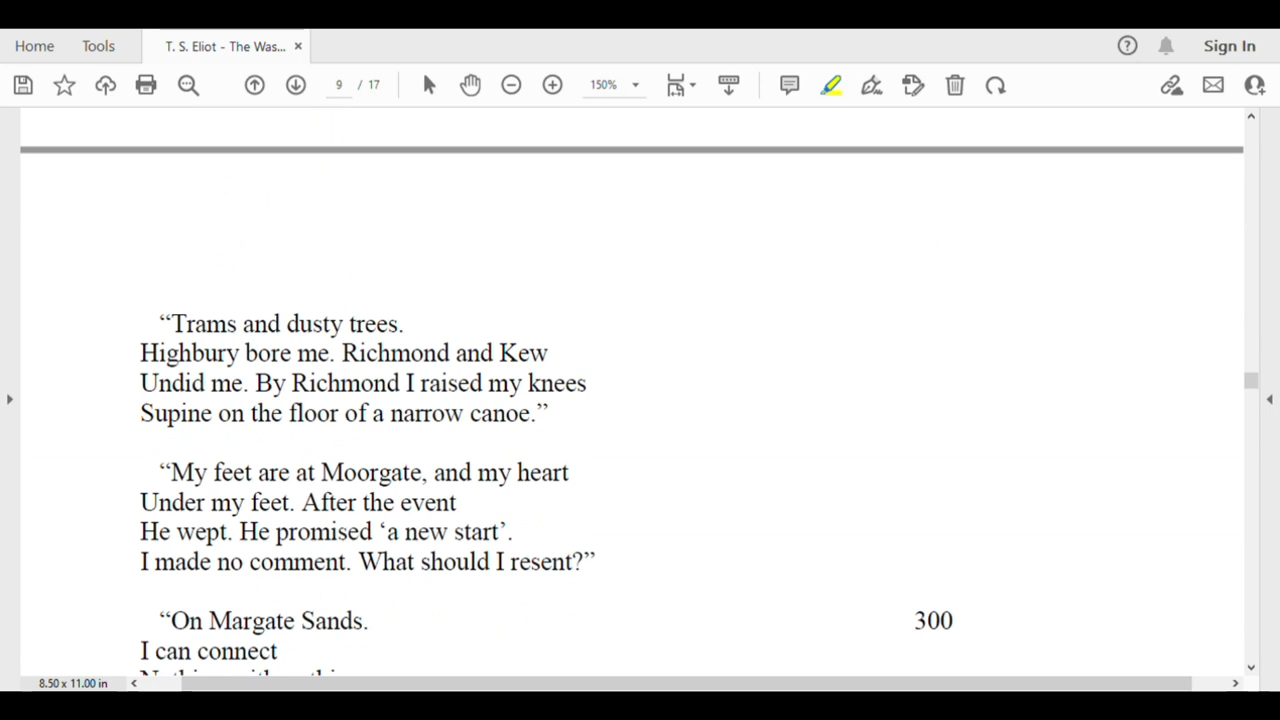 Home Tools T. S. Eliot - The Was... × Sign In
9 / 17 150%
“Trams and dusty trees.
Highbury bore me. Richmond and Kew
Undid me. By Richmond I raised my knees
Supine on the floor of a narrow canoe.”
“My feet are at Moorgate, and my heart
Under my feet. After the event
He wept. He promised ‘a new start’.
I made no comment. What should I resent?”
“On Margate Sands. 300
I can connect
8.50 x 11.00 in